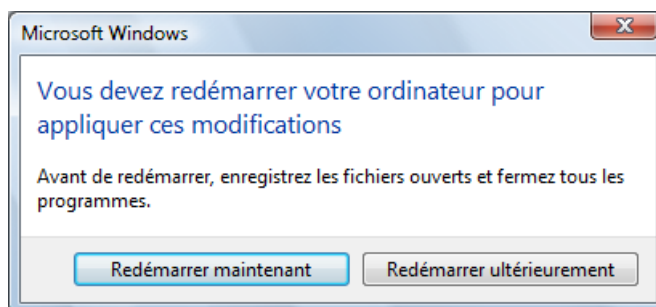 Microsoft Windows
Vous devez redémarrer votre ordinateur pour
appliquer ces modifications
Avant de redémarrer, enregistrez les fichiers ouverts et fermez tous les
programmes.
Redémarrer maintenant
Redémarrer ultérieurement